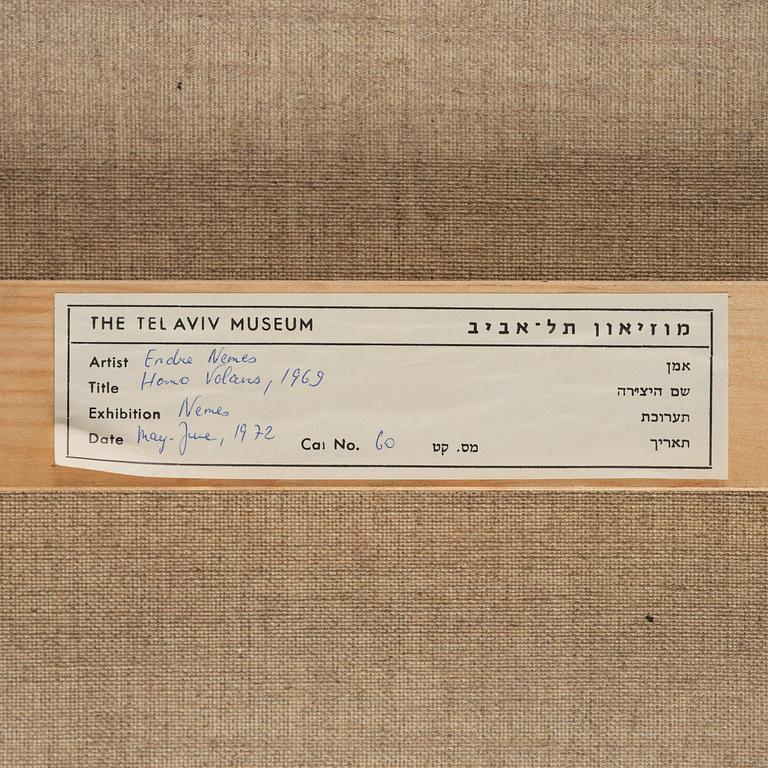 THE TEL AVIV MUSEUM מוזיאון תל־אביב
Artist Endre Nemes אמן
Title Homo Volans, 1969 שם היצירה
Exhibition Nemes תערוכת
Date May-June, 1972 Cat No. 60 מס. קט תאריך